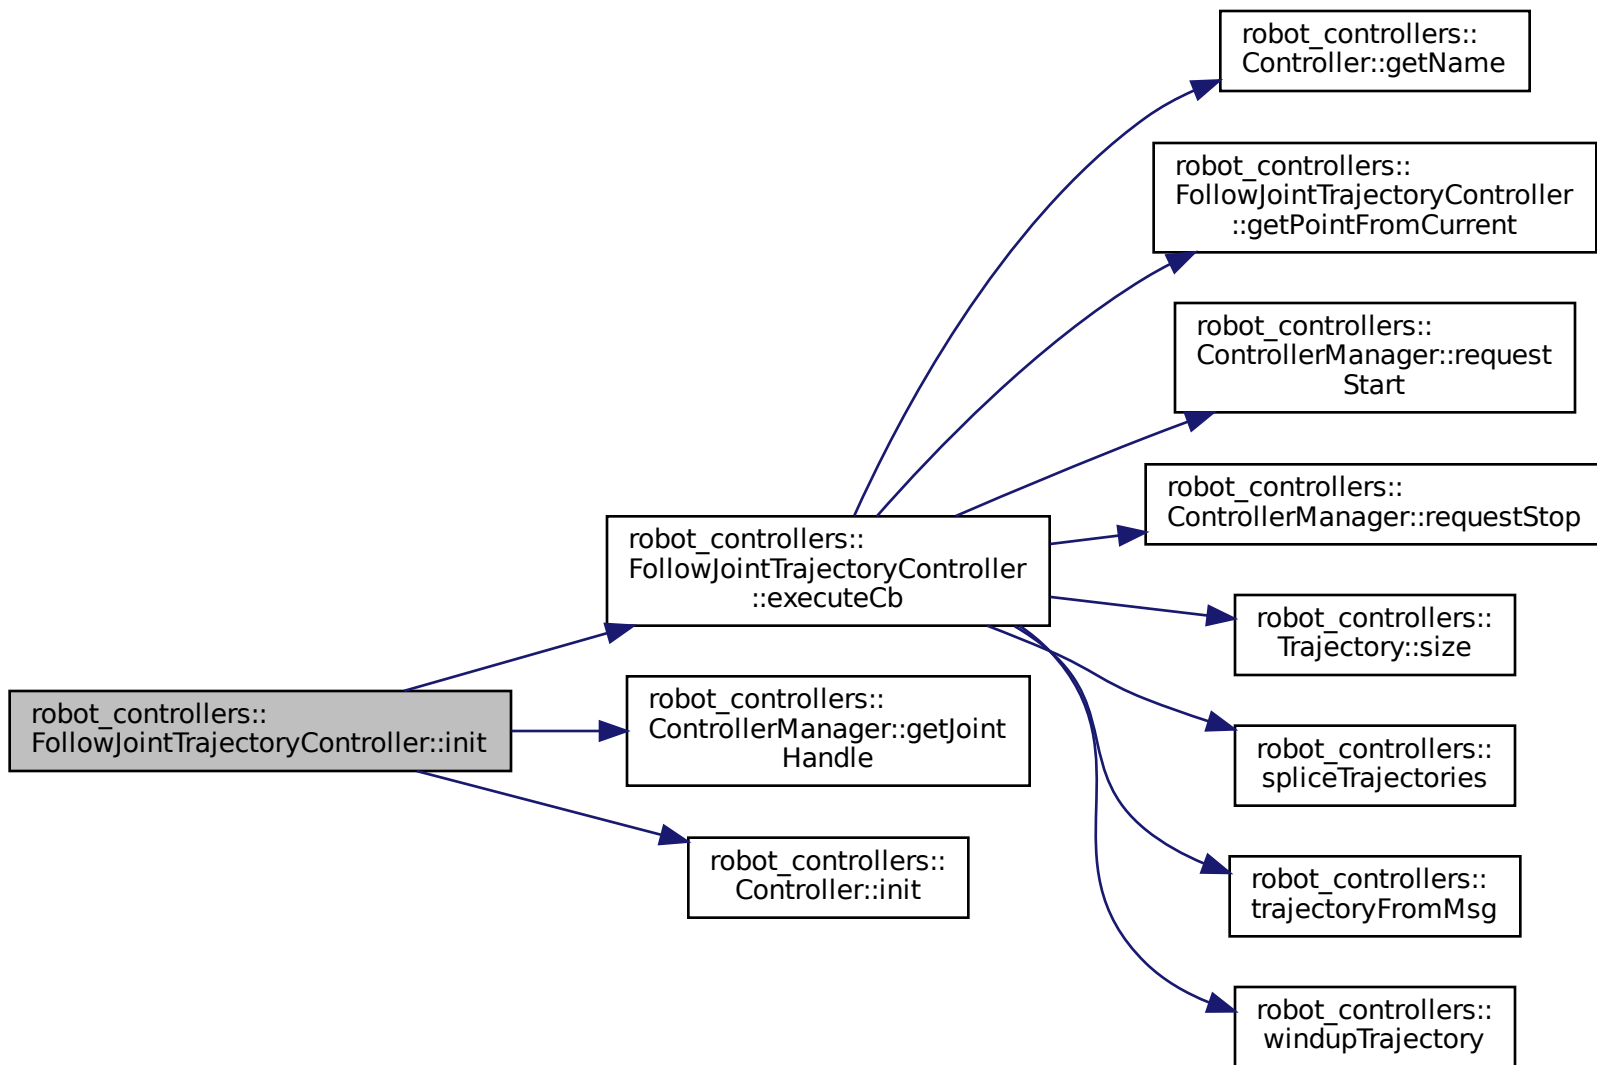 robot_controllers::
Controller::getName
robot_controllers::
FollowJointTrajectoryController
::getPointFromCurrent
robot_controllers::
ControllerManager::request
Start
robot_controllers::
ControllerManager::requestStop
robot_controllers::
FollowJointTrajectoryController
::executeCb
robot_controllers::
Trajectory::size
robot_controllers::
FollowJointTrajectoryController::init
robot_controllers::
ControllerManager::getJoint
Handle
robot_controllers::
spliceTrajectories
robot_controllers::
Controller::init
robot_controllers::
trajectoryFromMsg
robot_controllers::
windupTrajectory